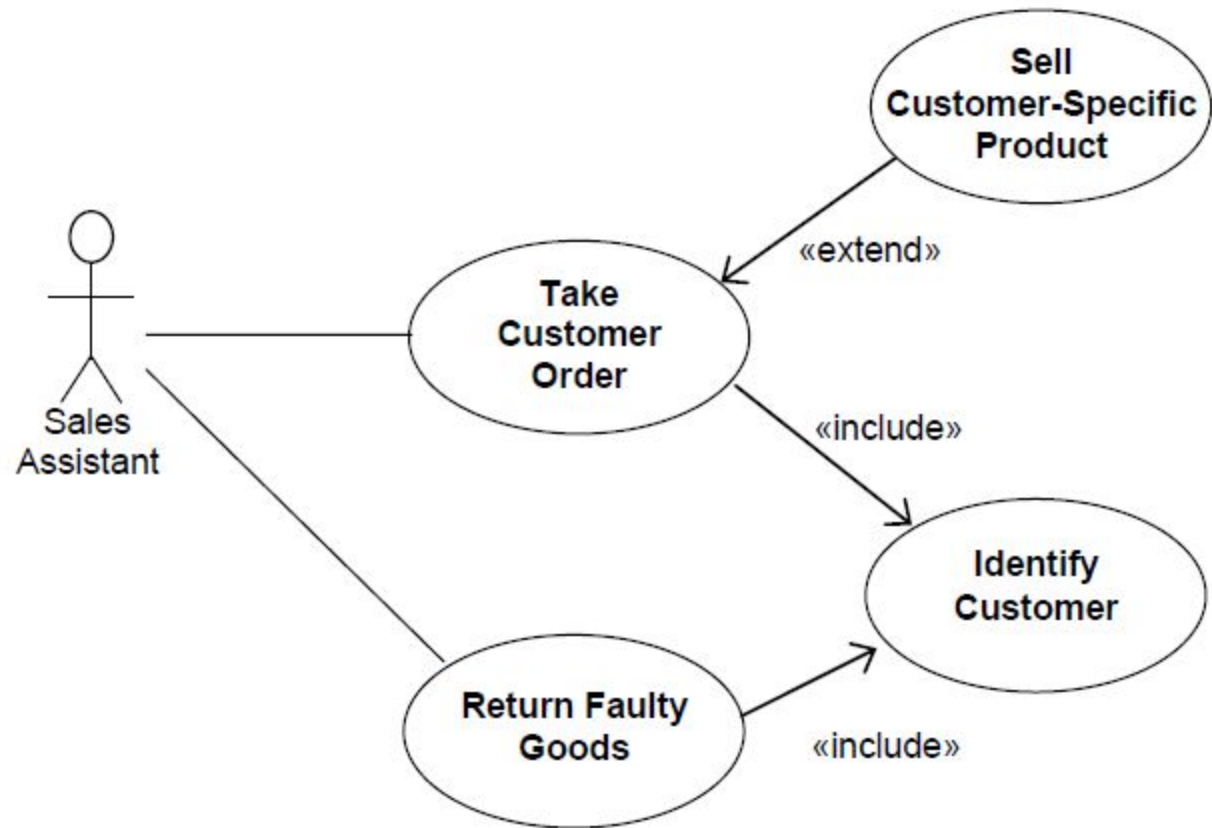 Sell
Customer-Specific
Product
«extend»
Take
Customer
Order
Sales
Assistant
«include»
Identify
Customer
Return Faulty
Goods
«include»